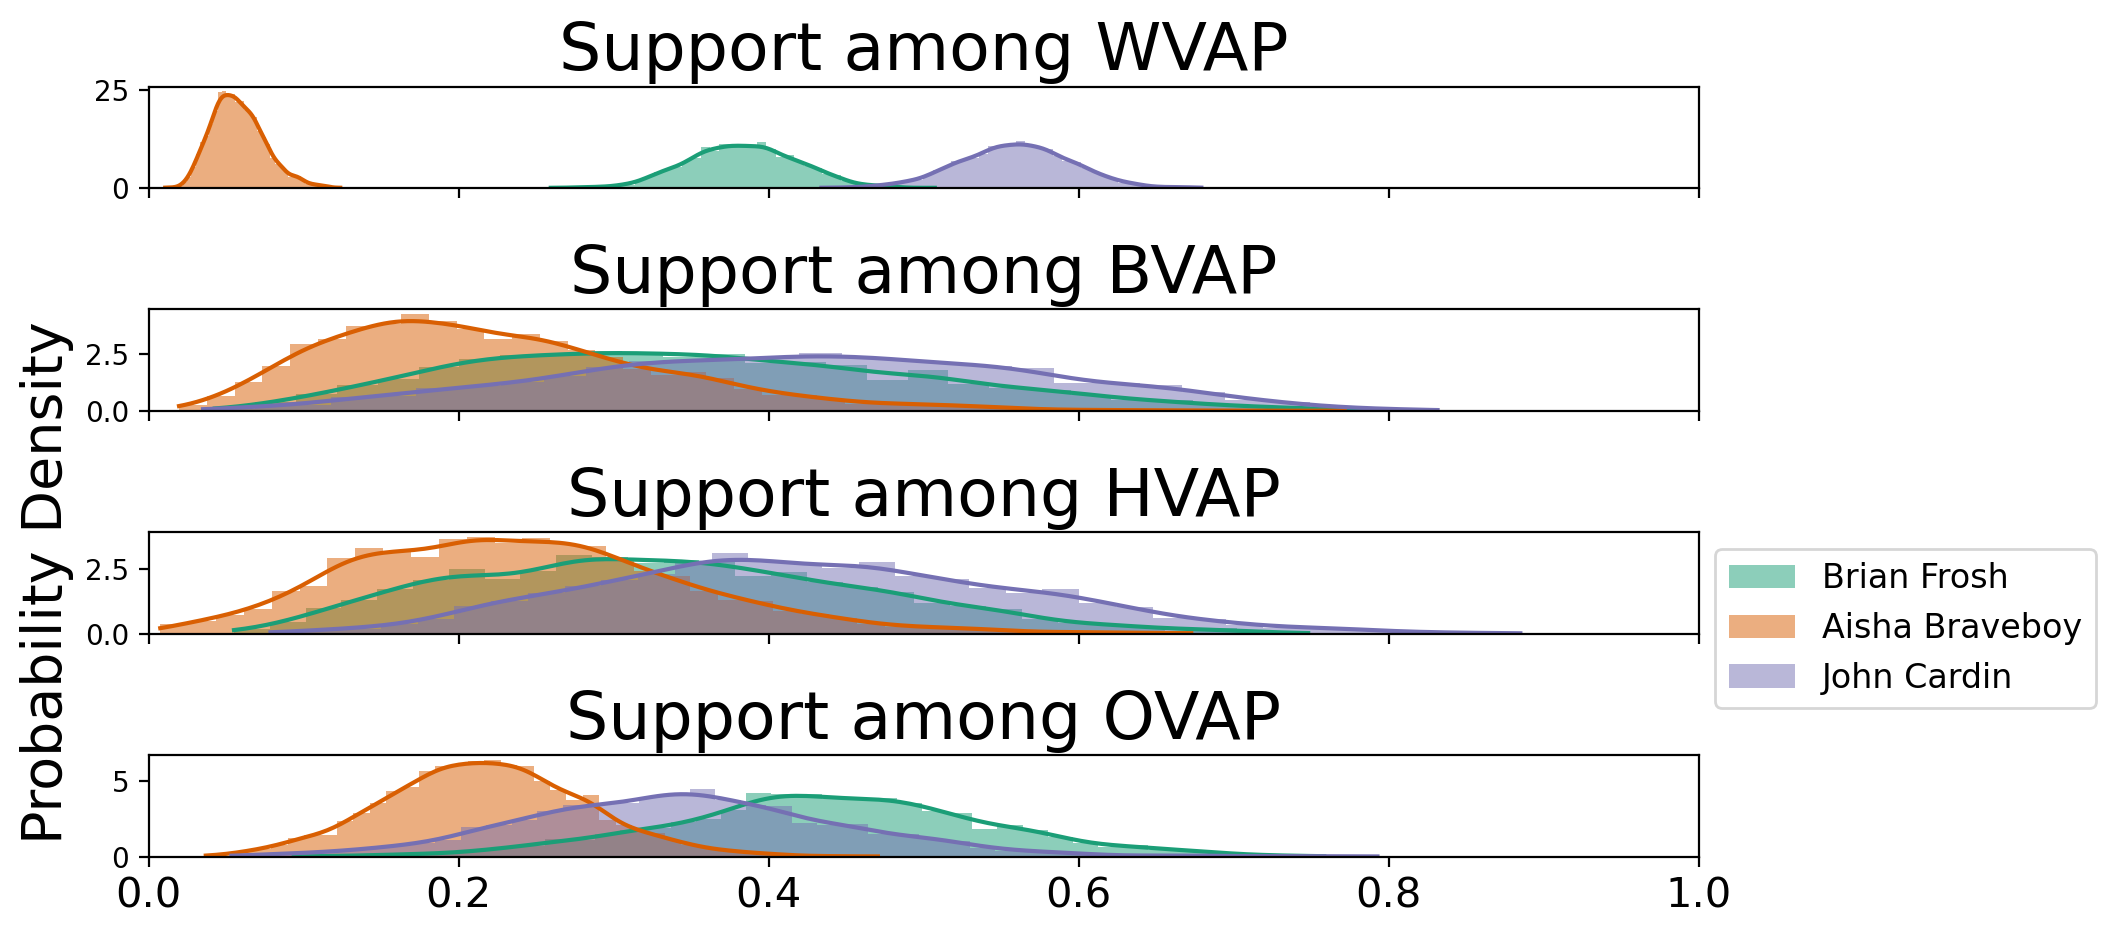 Support among WVAP
25
0
Support among BVAP
2.5
0.0
Support among HVAP
2.5
0.0
Support among OVAP
5
0
0.0 0.2 0.4 0.6 0.8 1.0
Probability Density
Brian Frosh
Aisha Braveboy
John Cardin